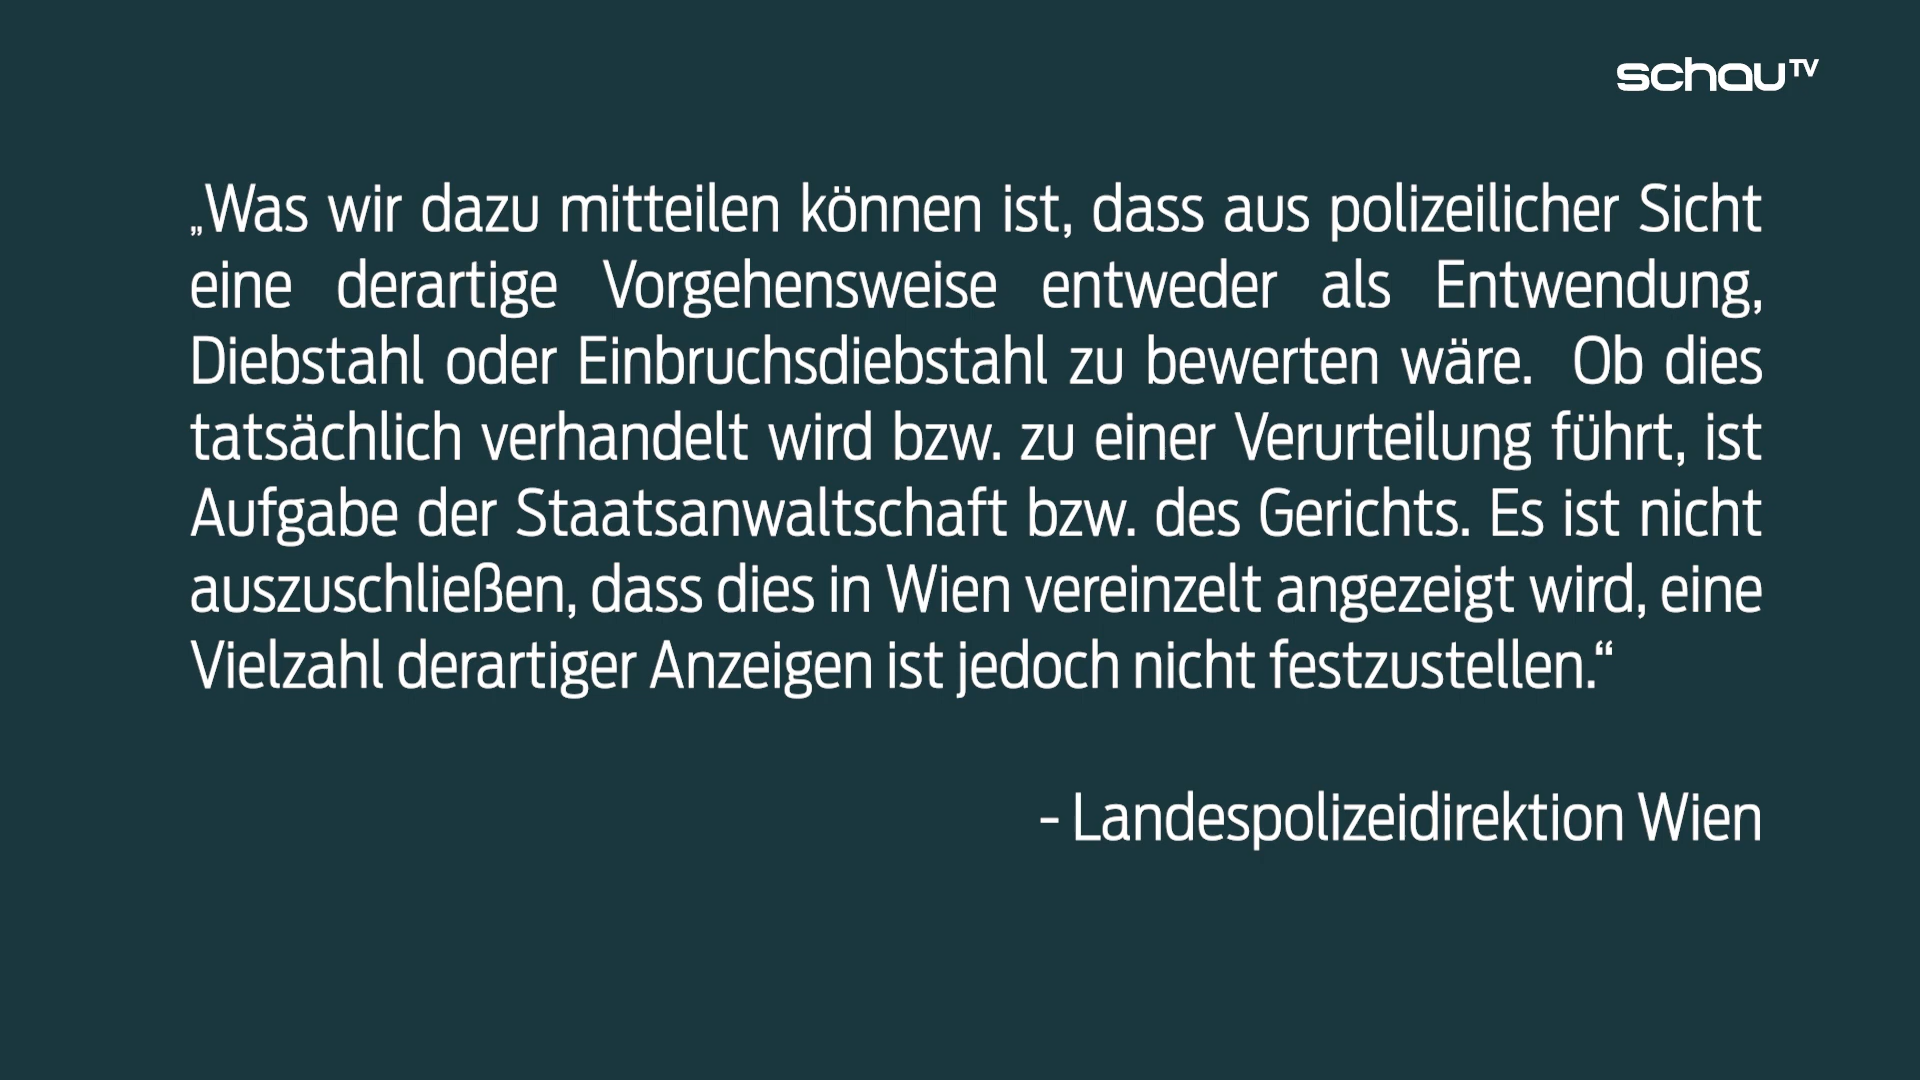 schau TV
„Was wir dazu mitteilen können ist, dass aus polizeilicher Sicht
eine derartige Vorgehensweise entweder als Entwendung,
Diebstahl oder Einbruchsdiebstahl zu bewerten wäre. Ob dies
tatsächlich verhandelt wird bzw. zu einer Verurteilung führt, ist
Aufgabe der Staatsanwaltschaft bzw. des Gerichts. Es ist nicht
auszuschließen, dass dies in Wien vereinzelt angezeigt wird, eine
Vielzahl derartiger Anzeigen ist jedoch nicht festzustellen.“
- Landespolizeidirektion Wien